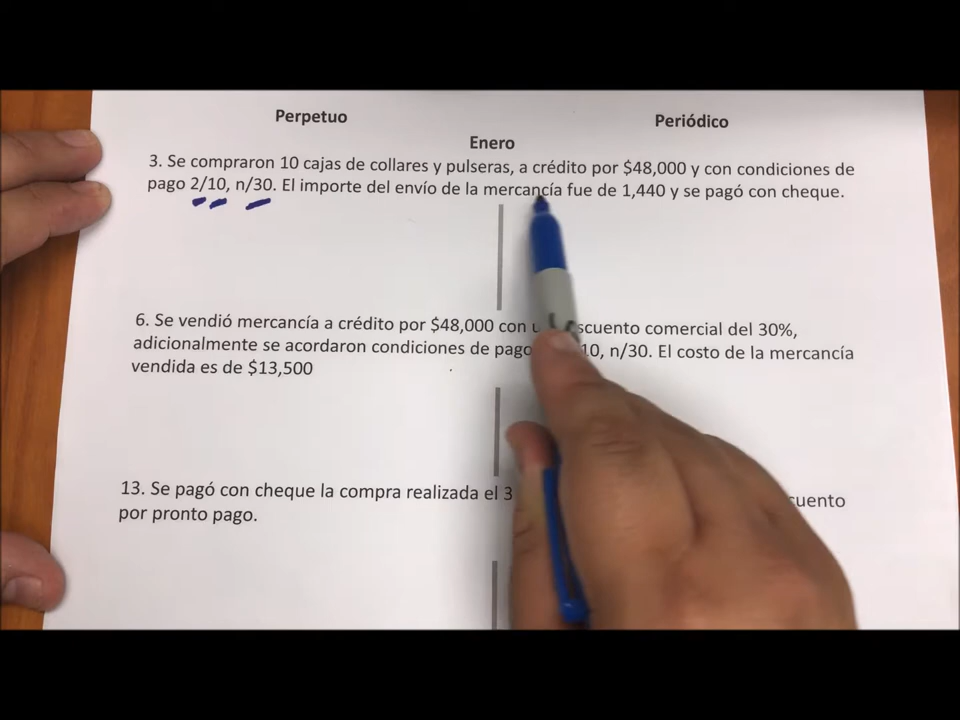 Perpetuo Periódico
Enero
3. Se compraron 10 cajas de collares y pulseras, a crédito por $48,000 y con condiciones de
pago 2/10, n/30. El importe del envío de la mercancía fue de 1,440 y se pagó con cheque.
6. Se vendió mercancía a crédito por $48,000 con scuento comercial del 30%,
adicionalmente se acordaron condiciones de pago 10, n/30. El costo de la mercancía
vendida es de $13,500
13. Se pagó con cheque la compra realizada el 3
por pronto pago.